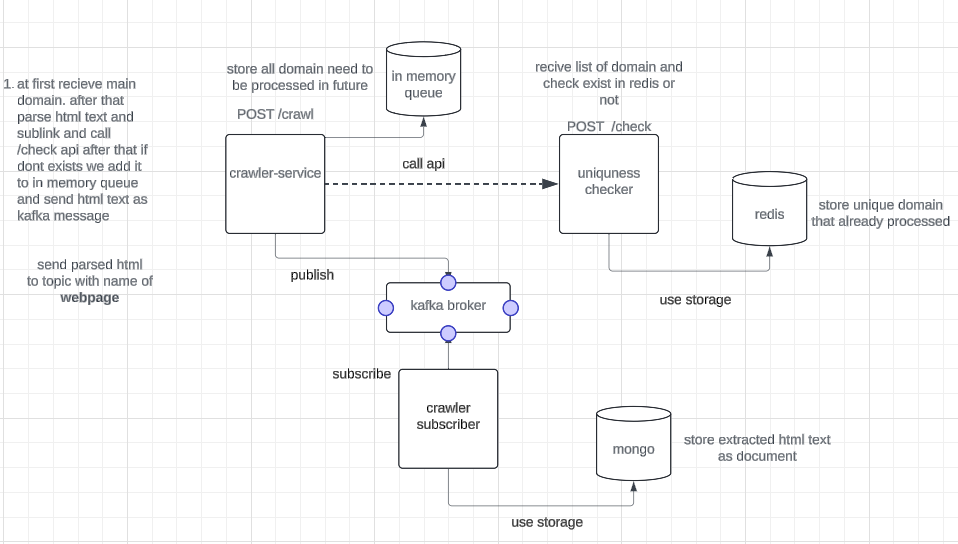 store all domain need to
be processed in future
POST /crawl
in memory
queue
recive list of domain and
check exist in redis or
not
POST  /check
1. at first recieve main
domain. after that
parse html text and
sublink and call
/check api after that if
dont exists we add it
to in memory queue
and send html text as
kafka message
crawler-service
call api
uniquness
checker
redis
store unique domain
that already processed
send parsed html
to topic with name of
webpage
publish
kafka broker
use storage
subscribe
crawler
subscriber
mongo
store extracted html text
as document
use storage